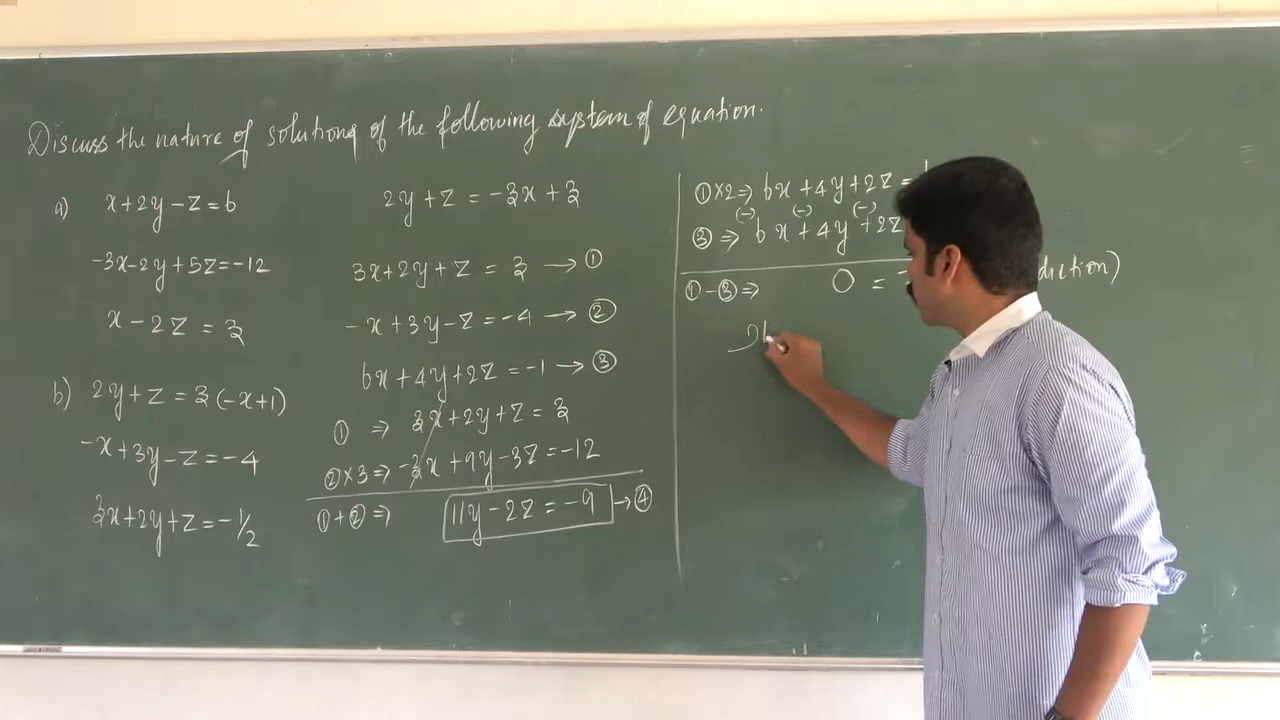 Discuss the nature of solutions of the following system of equation.
a) x+2y-z=6
-3x-2y+5z=-12
x-2z=3
b) 2y+z=3(-x+1)
-x+3y-z=-4
3x+2y+z=-1/2
2y+z=-3x+3
3x+2y+z=3 → ①
-x+3y-z=-4 → ②
6x+4y+2z=-1 → ③
① ⇒ 3x+2y+z=3
②×3⇒ -3x+9y-3z=-12
①+②⇒ 11y-2z=-9 → ④
①×2⇒ 6x+4y+2z=
(-) (-) (-)
③ ⇒ 6x+4y+2z
①-③⇒ 0 = diction)